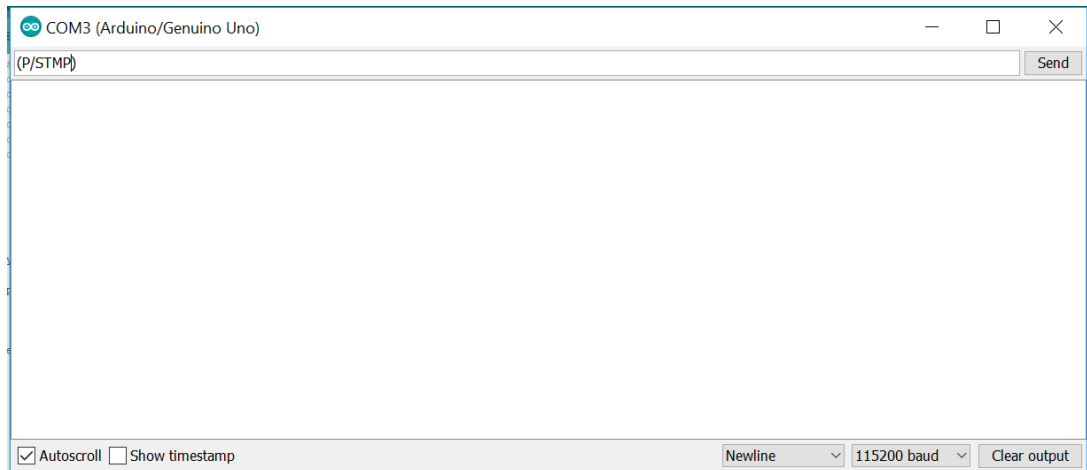 COM3 (Arduino/Genuino Uno)
(P/STMP)
Send
Autoscroll Show timestamp Newline 115200 baud Clear output